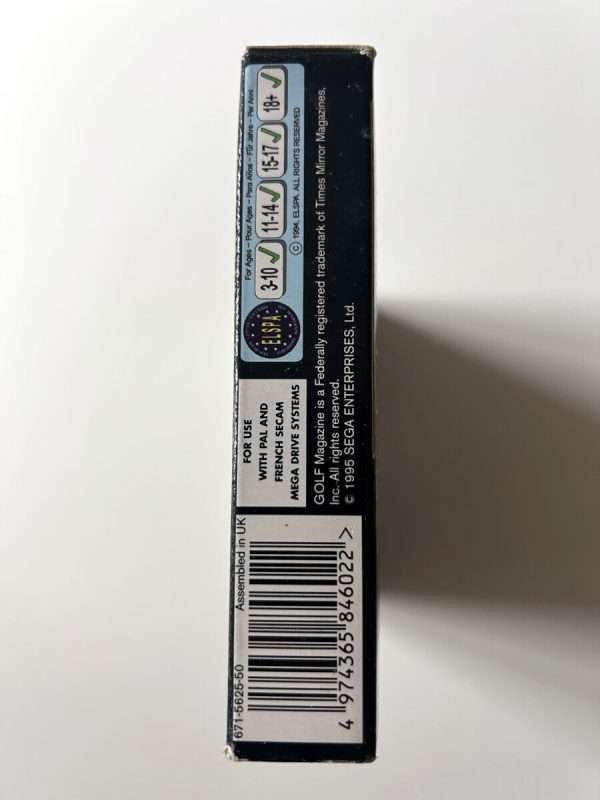 671-5625-50
Assembled in UK
4 974365 846022 >
FOR USE
WITH PAL AND
FRENCH SECAM
MEGA DRIVE SYSTEMS
ELSPA
For Ages – Pour Ages – Para Años – Für Jahre – Per Anni
3-10 ✓ 11-14 ✓ 15-17 ✓ 18+ ✓
© 1994, ELSPA. ALL RIGHTS RESERVED
GOLF Magazine is a Federally registered trademark of Times Mirror Magazines,
Inc. All rights reserved.
© 1995 SEGA ENTERPRISES, Ltd.